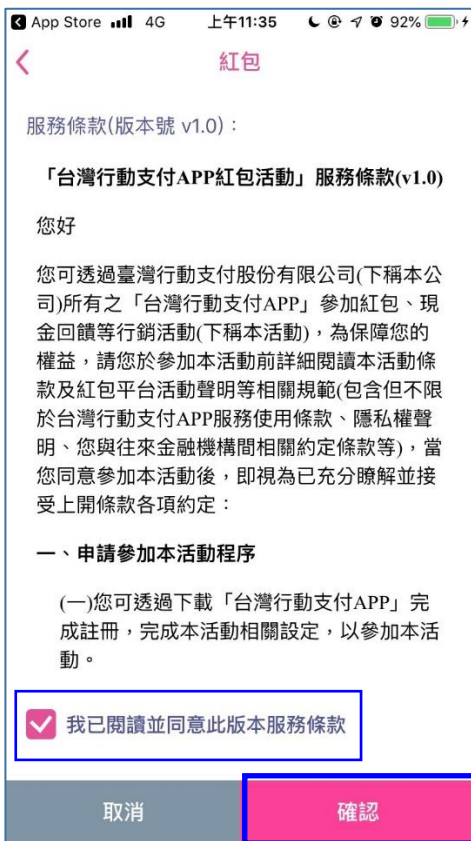 App Store 4G 上午11:35 92%
紅包
服務條款(版本號 v1.0)：
「台灣行動支付APP紅包活動」服務條款(v1.0)
您好
您可透過臺灣行動支付股份有限公司(下稱本公
司)所有之「台灣行動支付APP」參加紅包、現
金回饋等行銷活動(下稱本活動)，為保障您的
權益，請您於參加本活動前詳細閱讀本活動條
款及紅包平台活動聲明等相關規範(包含但不限
於台灣行動支付APP服務使用條款、隱私權聲
明、您與往來金融機構間相關約定條款等)，當
您同意參加本活動後，即視為已充分瞭解並接
受上開條款各項約定：
一、申請參加本活動程序
(一)您可透過下載「台灣行動支付APP」完
成註冊，完成本活動相關設定，以參加本活
動。
我已閱讀並同意此版本服務條款
取消 確認